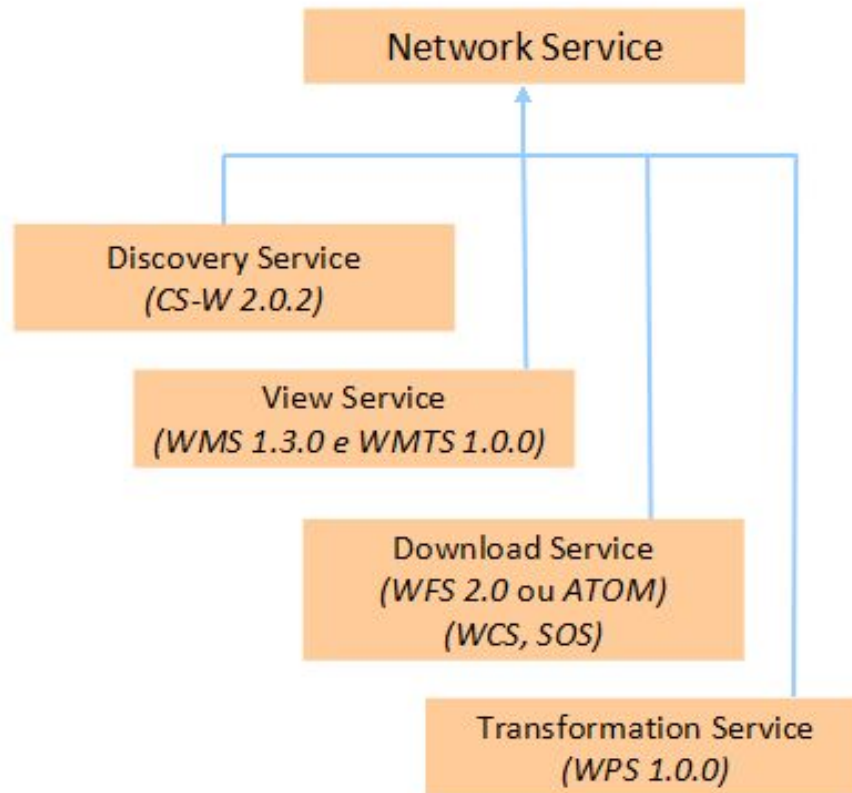 Network Service
Discovery Service
(CS-W 2.0.2)
View Service
(WMS 1.3.0 e WMTS 1.0.0)
Download Service
(WFS 2.0 ou ATOM)
(WCS, SOS)
Transformation Service
(WPS 1.0.0)